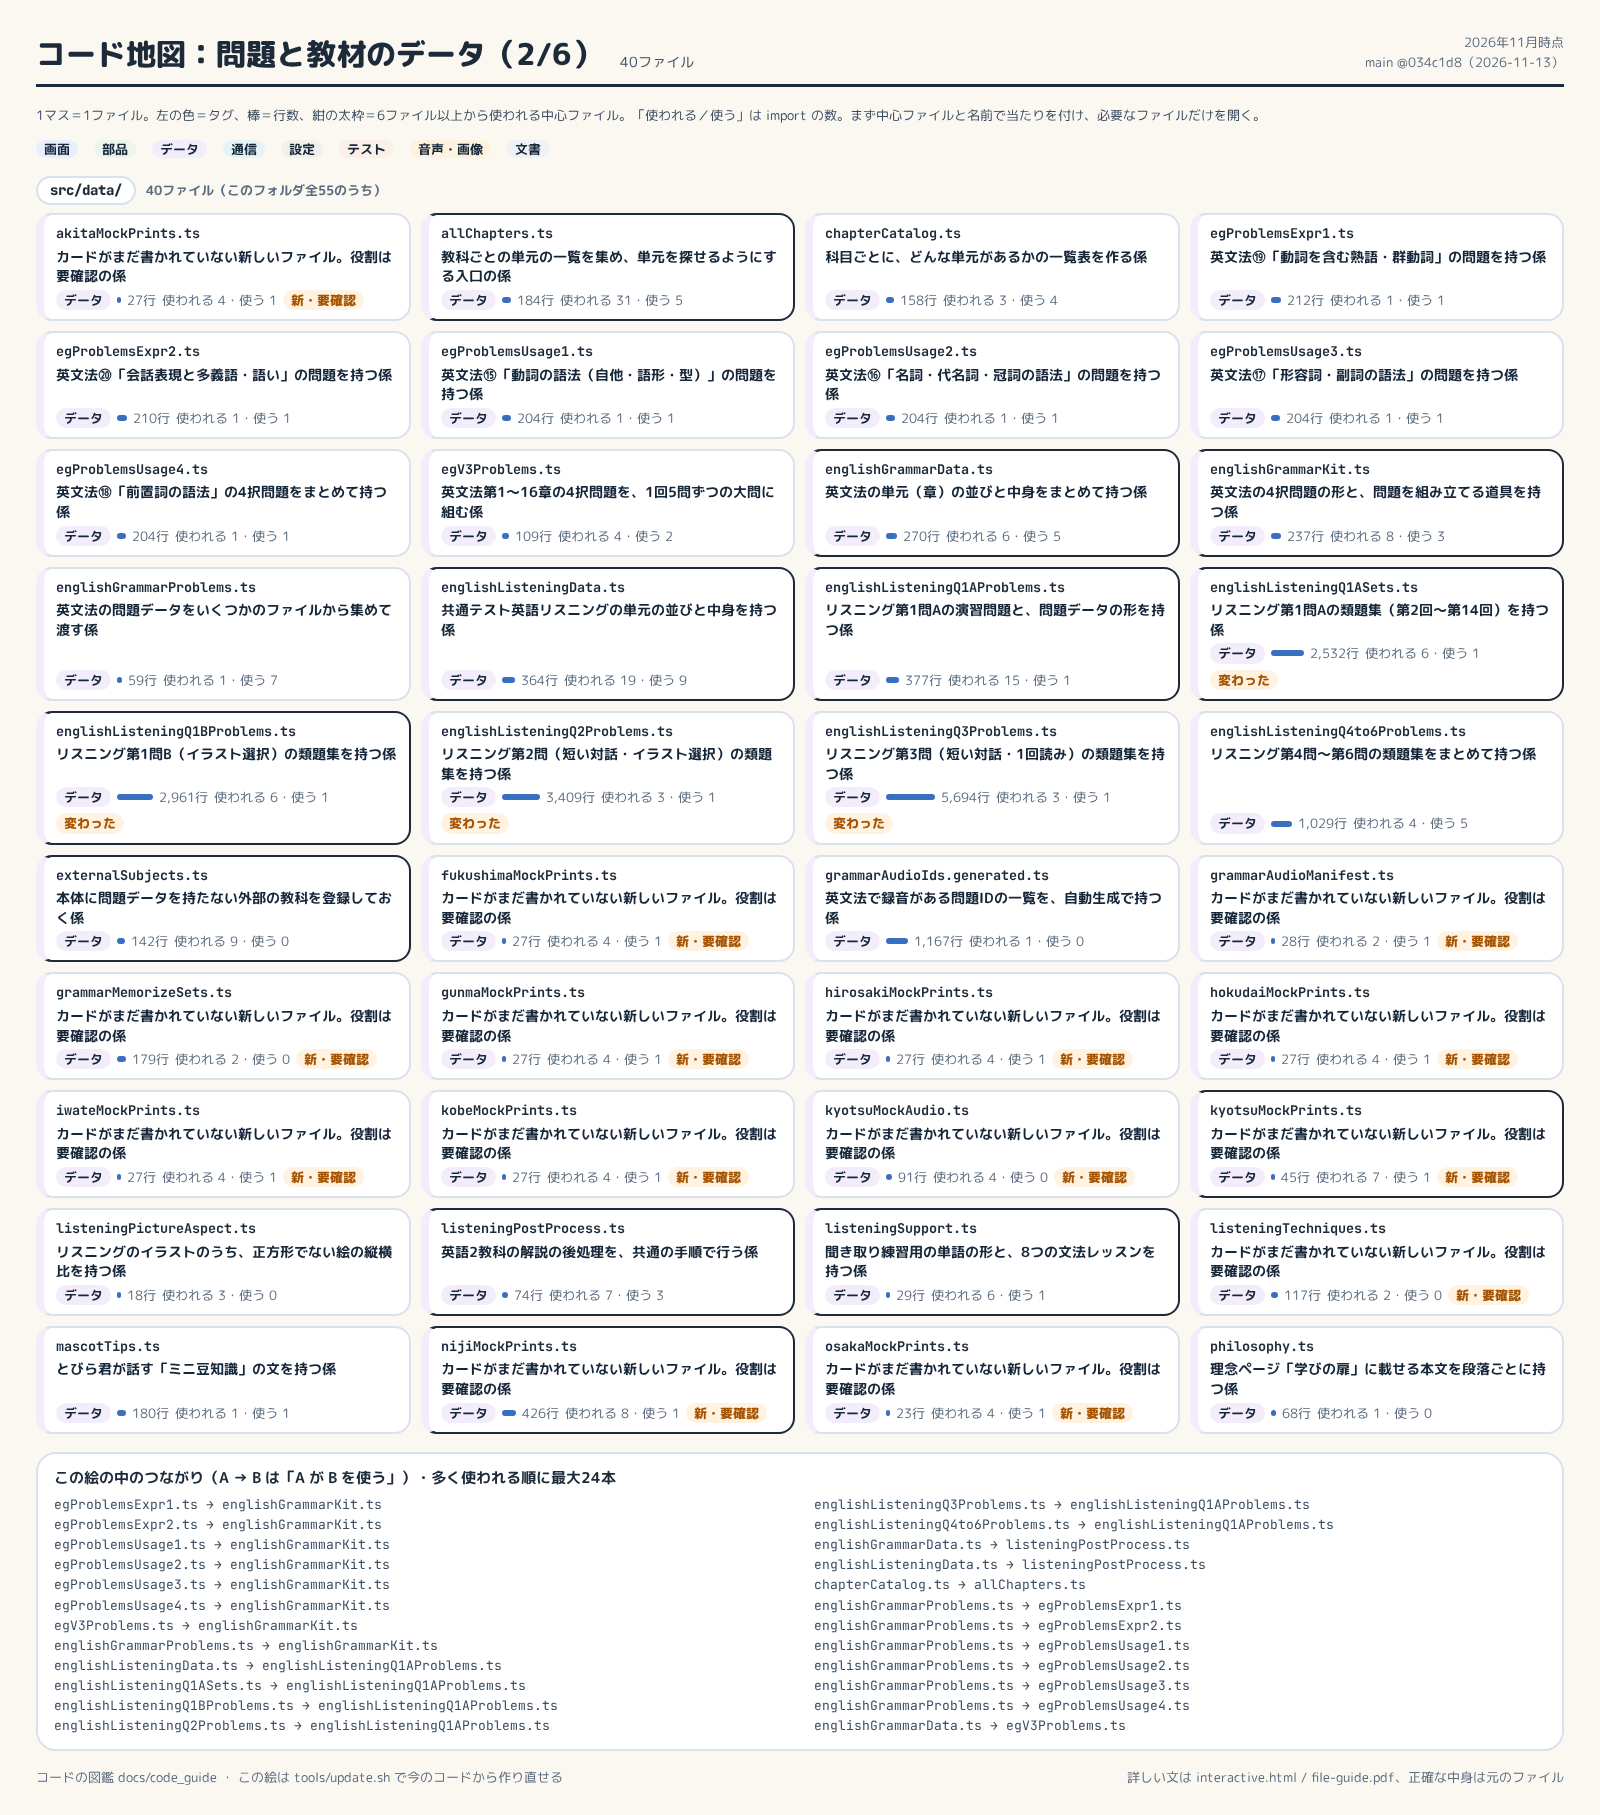 コード地図：問題と教材のデータ（2/6） 40ファイル
2026年11月時点
main @034c1d8（2026-11-13）
1マス＝1ファイル。左の色＝タグ、棒＝行数、紺の太枠＝6ファイル以上から使われる中心ファイル。「使われる／使う」は import の数。まず中心ファイルと名前で当たりを付け、必要なファイルだけを開く。
画面 部品 データ 通信 設定 テスト 音声・画像 文書
src/data/ 40ファイル（このフォルダ全55のうち）
akitaMockPrints.ts
カードがまだ書かれていない新しいファイル。役割は
要確認の係
データ 27行 使われる 4 · 使う 1 新・要確認
allChapters.ts
教科ごとの単元の一覧を集め、単元を探せるようにす
る入口の係
データ 184行 使われる 31 · 使う 5
chapterCatalog.ts
科目ごとに、どんな単元があるかの一覧表を作る係
データ 158行 使われる 3 · 使う 4
egProblemsExpr1.ts
英文法⑲「動詞を含む熟語・群動詞」の問題を持つ係
データ 212行 使われる 1 · 使う 1
egProblemsExpr2.ts
英文法⑳「会話表現と多義語・語い」の問題を持つ係
データ 210行 使われる 1 · 使う 1
egProblemsUsage1.ts
英文法⑮「動詞の語法（自他・語形・型）」の問題を
持つ係
データ 204行 使われる 1 · 使う 1
egProblemsUsage2.ts
英文法⑯「名詞・代名詞・冠詞の語法」の問題を持つ
係
データ 204行 使われる 1 · 使う 1
egProblemsUsage3.ts
英文法⑰「形容詞・副詞の語法」の問題を持つ係
データ 204行 使われる 1 · 使う 1
egProblemsUsage4.ts
英文法⑱「前置詞の語法」の4択問題をまとめて持つ
係
データ 204行 使われる 1 · 使う 1
egV3Problems.ts
英文法第1〜16章の4択問題を、1回5問ずつの大問に
組む係
データ 109行 使われる 4 · 使う 2
englishGrammarData.ts
英文法の単元（章）の並びと中身をまとめて持つ係
データ 270行 使われる 6 · 使う 5
englishGrammarKit.ts
英文法の4択問題の形と、問題を組み立てる道具を持
つ係
データ 237行 使われる 8 · 使う 3
englishGrammarProblems.ts
英文法の問題データをいくつかのファイルから集めて
渡す係
データ 59行 使われる 1 · 使う 7
englishListeningData.ts
共通テスト英語リスニングの単元の並びと中身を持つ
係
データ 364行 使われる 19 · 使う 9
englishListeningQ1AProblems.ts
リスニング第1問Aの演習問題と、問題データの形を持
つ係
データ 377行 使われる 15 · 使う 1
englishListeningQ1ASets.ts
リスニング第1問Aの類題集（第2回〜第14回）を持つ
係
データ 2,532行 使われる 6 · 使う 1
変わった
englishListeningQ1BProblems.ts
リスニング第1問B（イラスト選択）の類題集を持つ係
データ 2,961行 使われる 6 · 使う 1
変わった
englishListeningQ2Problems.ts
リスニング第2問（短い対話・イラスト選択）の類題
集を持つ係
データ 3,409行 使われる 3 · 使う 1
変わった
englishListeningQ3Problems.ts
リスニング第3問（短い対話・1回読み）の類題集を持
つ係
データ 5,694行 使われる 3 · 使う 1
変わった
englishListeningQ4to6Problems.ts
リスニング第4問〜第6問の類題集をまとめて持つ係
データ 1,029行 使われる 4 · 使う 5
externalSubjects.ts
本体に問題データを持たない外部の教科を登録してお
く係
データ 142行 使われる 9 · 使う 0
fukushimaMockPrints.ts
カードがまだ書かれていない新しいファイル。役割は
要確認の係
データ 27行 使われる 4 · 使う 1 新・要確認
grammarAudioIds.generated.ts
英文法で録音がある問題IDの一覧を、自動生成で持つ
係
データ 1,167行 使われる 1 · 使う 0
grammarAudioManifest.ts
カードがまだ書かれていない新しいファイル。役割は
要確認の係
データ 28行 使われる 2 · 使う 1 新・要確認
grammarMemorizeSets.ts
カードがまだ書かれていない新しいファイル。役割は
要確認の係
データ 179行 使われる 2 · 使う 0 新・要確認
gunmaMockPrints.ts
カードがまだ書かれていない新しいファイル。役割は
要確認の係
データ 27行 使われる 4 · 使う 1 新・要確認
hirosakiMockPrints.ts
カードがまだ書かれていない新しいファイル。役割は
要確認の係
データ 27行 使われる 4 · 使う 1 新・要確認
hokudaiMockPrints.ts
カードがまだ書かれていない新しいファイル。役割は
要確認の係
データ 27行 使われる 4 · 使う 1 新・要確認
iwateMockPrints.ts
カードがまだ書かれていない新しいファイル。役割は
要確認の係
データ 27行 使われる 4 · 使う 1 新・要確認
kobeMockPrints.ts
カードがまだ書かれていない新しいファイル。役割は
要確認の係
データ 27行 使われる 4 · 使う 1 新・要確認
kyotsuMockAudio.ts
カードがまだ書かれていない新しいファイル。役割は
要確認の係
データ 91行 使われる 4 · 使う 0 新・要確認
kyotsuMockPrints.ts
カードがまだ書かれていない新しいファイル。役割は
要確認の係
データ 45行 使われる 7 · 使う 1 新・要確認
listeningPictureAspect.ts
リスニングのイラストのうち、正方形でない絵の縦横
比を持つ係
データ 18行 使われる 3 · 使う 0
listeningPostProcess.ts
英語2教科の解説の後処理を、共通の手順で行う係
データ 74行 使われる 7 · 使う 3
listeningSupport.ts
聞き取り練習用の単語の形と、8つの文法レッスンを
持つ係
データ 29行 使われる 6 · 使う 1
listeningTechniques.ts
カードがまだ書かれていない新しいファイル。役割は
要確認の係
データ 117行 使われる 2 · 使う 0 新・要確認
mascotTips.ts
とびら君が話す「ミニ豆知識」の文を持つ係
データ 180行 使われる 1 · 使う 1
nijiMockPrints.ts
カードがまだ書かれていない新しいファイル。役割は
要確認の係
データ 426行 使われる 8 · 使う 1 新・要確認
osakaMockPrints.ts
カードがまだ書かれていない新しいファイル。役割は
要確認の係
データ 23行 使われる 4 · 使う 1 新・要確認
philosophy.ts
理念ページ「学びの扉」に載せる本文を段落ごとに持
つ係
データ 68行 使われる 1 · 使う 0
この絵の中のつながり（A → B は「A が B を使う」）・多く使われる順に最大24本
egProblemsExpr1.ts → englishGrammarKit.ts
egProblemsExpr2.ts → englishGrammarKit.ts
egProblemsUsage1.ts → englishGrammarKit.ts
egProblemsUsage2.ts → englishGrammarKit.ts
egProblemsUsage3.ts → englishGrammarKit.ts
egProblemsUsage4.ts → englishGrammarKit.ts
egV3Problems.ts → englishGrammarKit.ts
englishGrammarProblems.ts → englishGrammarKit.ts
englishListeningData.ts → englishListeningQ1AProblems.ts
englishListeningQ1ASets.ts → englishListeningQ1AProblems.ts
englishListeningQ1BProblems.ts → englishListeningQ1AProblems.ts
englishListeningQ2Problems.ts → englishListeningQ1AProblems.ts
englishListeningQ3Problems.ts → englishListeningQ1AProblems.ts
englishListeningQ4to6Problems.ts → englishListeningQ1AProblems.ts
englishGrammarData.ts → listeningPostProcess.ts
englishListeningData.ts → listeningPostProcess.ts
chapterCatalog.ts → allChapters.ts
englishGrammarProblems.ts → egProblemsExpr1.ts
englishGrammarProblems.ts → egProblemsExpr2.ts
englishGrammarProblems.ts → egProblemsUsage1.ts
englishGrammarProblems.ts → egProblemsUsage2.ts
englishGrammarProblems.ts → egProblemsUsage3.ts
englishGrammarProblems.ts → egProblemsUsage4.ts
englishGrammarData.ts → egV3Problems.ts
コードの図鑑 docs/code_guide ・ この絵は tools/update.sh で今のコードから作り直せる
詳しい文は interactive.html / file-guide.pdf、正確な中身は元のファイル